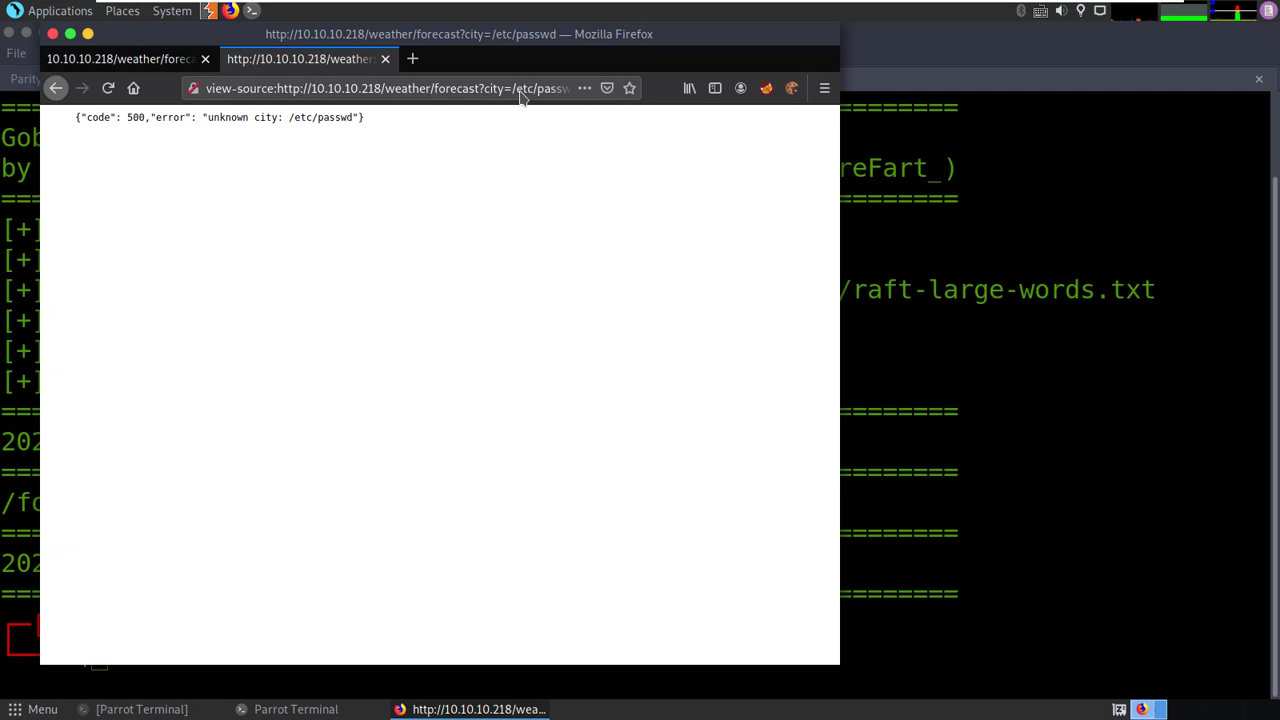 Applications Places System
http://10.10.10.218/weather/forecast?city=/etc/passwd — Mozilla Firefox
File
10.10.10.218/weather/forec
http://10.10.10.218/weather
Parity
view-source:http://10.10.10.218/weather/forecast?city=/etc/passw
{"code": 500,"error": "unknown city: /etc/passwd"}
==========
Gob
by reFart_)
==========
[+]
[+]
[+] /raft-large-words.txt
[+]
[+]
[+]
==========
202
==========
/fo
==========
202
==========
Menu [Parrot Terminal] Parrot Terminal http://10.10.10.218/wea...